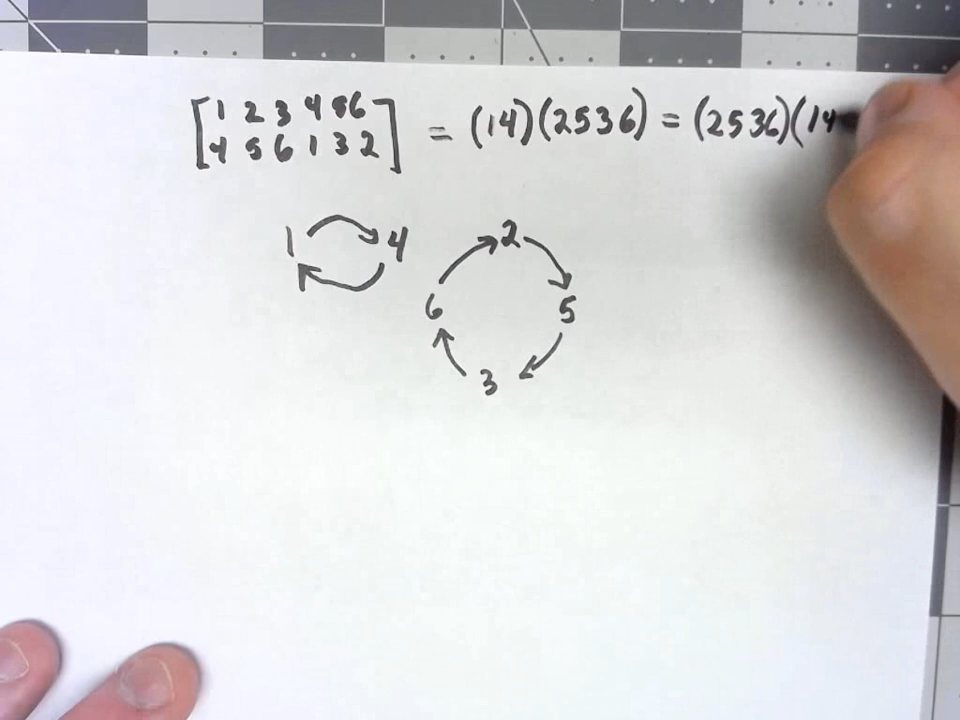 [1 2 3 4 5 6] = (14)(2536) = (2536)(14
[4 5 6 1 3 2]
1 4 2
6 5
3